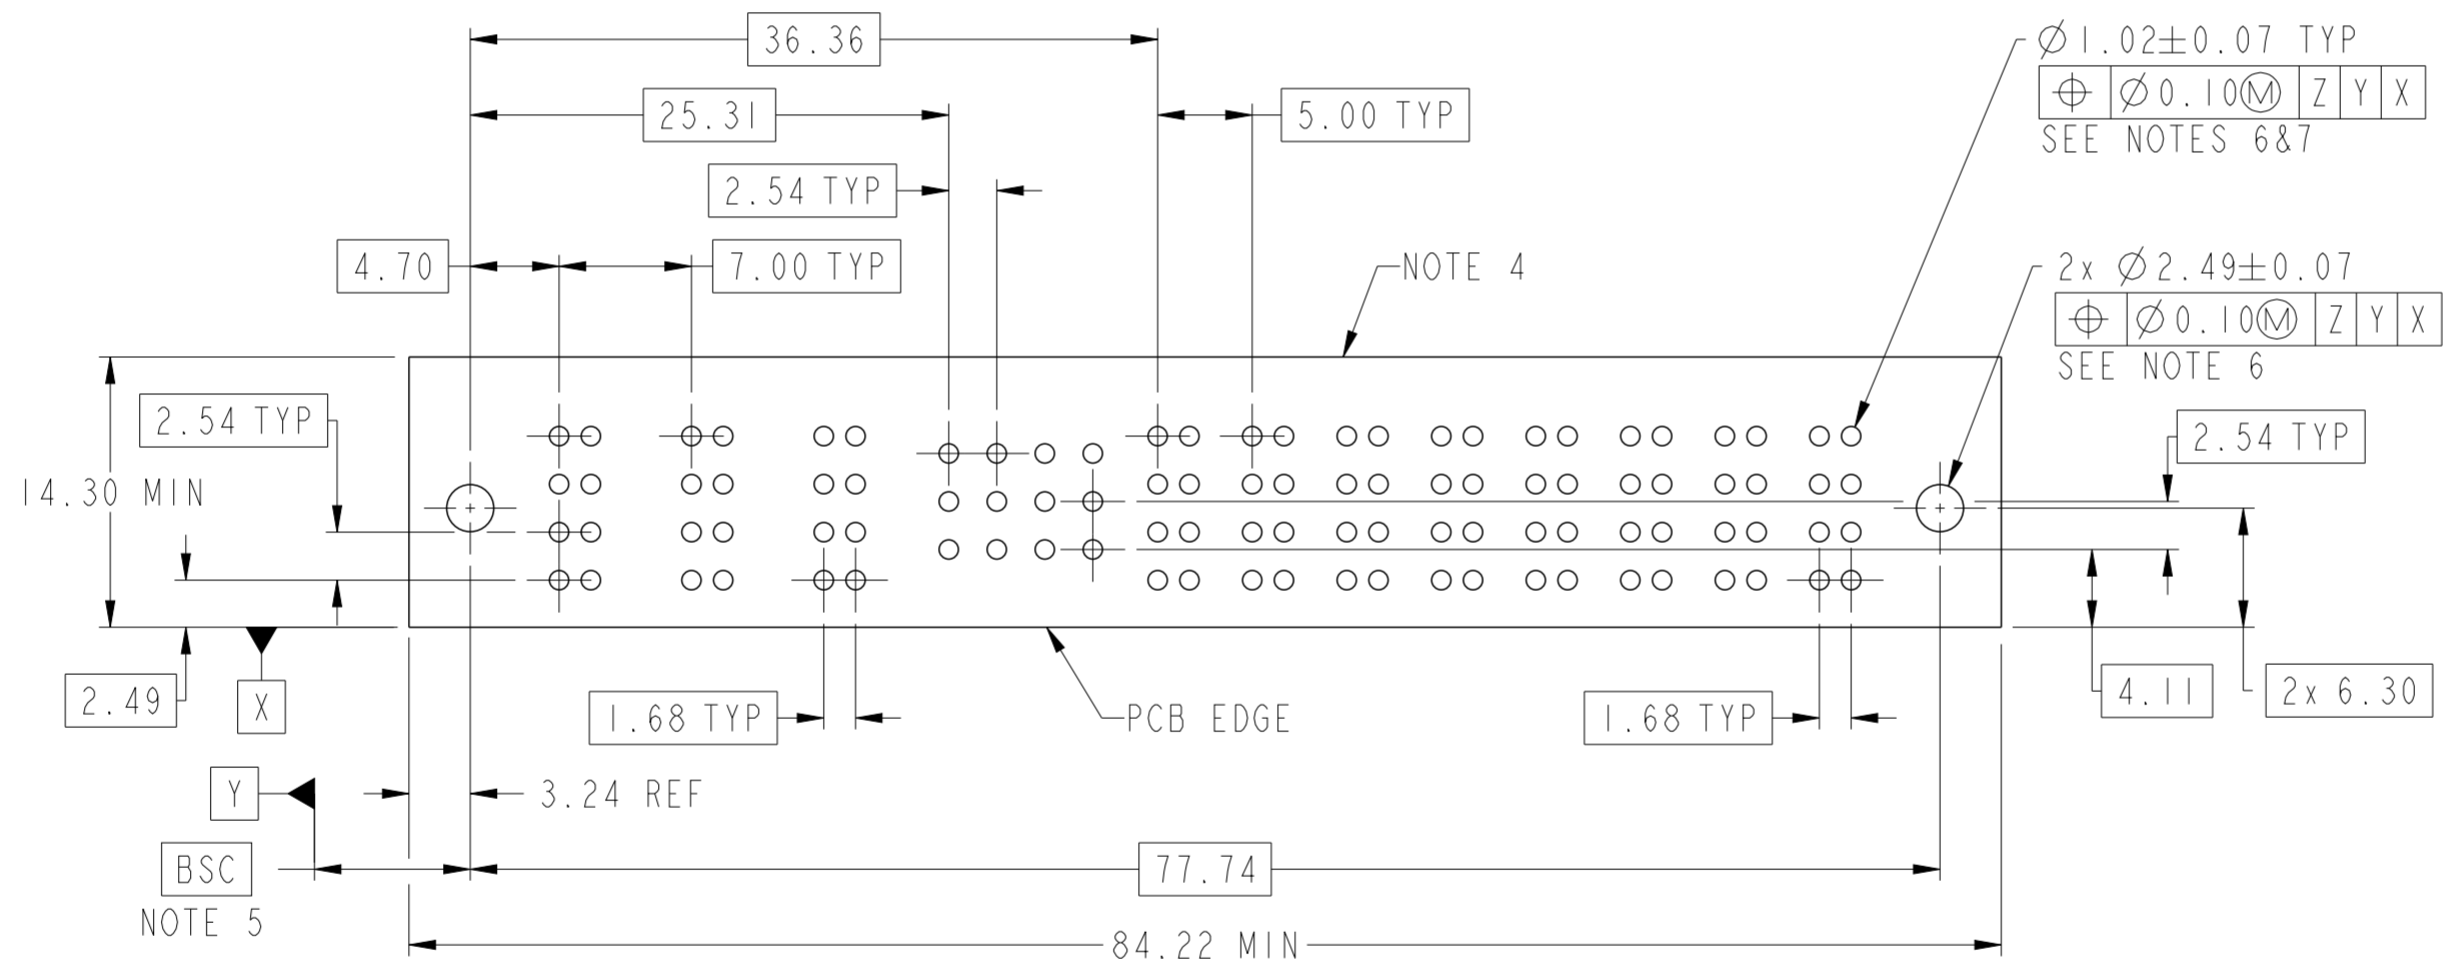 36.36
Ø1.02±0.07 TYP
⌖ Ø0.10Ⓜ Z Y X
SEE NOTES 6&7
25.31
5.00 TYP
2.54 TYP
4.70
7.00 TYP
NOTE 4
2x Ø2.49±0.07
⌖ Ø0.10Ⓜ Z Y X
SEE NOTE 6
2.54 TYP
2.54 TYP
14.30 MIN
2.49
X
1.68 TYP
PCB EDGE
1.68 TYP
4.11
2x 6.30
Y
3.24 REF
BSC
NOTE 5
77.74
84.22 MIN